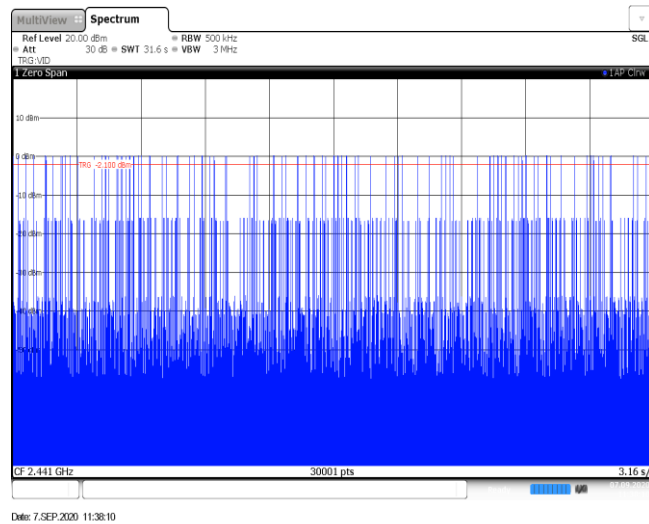 MultiView Spectrum
Ref Level 20.00 dBm RBW 500 kHz SGL
Att 30 dB SWT 31.6 s VBW 3 MHz
TRG:VID
1 Zero Span 1AP Clrw
10 dBm
0 dBm
TRG -2.100 dBm
-10 dBm
-20 dBm
-30 dBm
-40 dBm
CF 2.441 GHz 30001 pts 3.16 s/
07.09.2020
Date: 7.SEP.2020 11:38:10